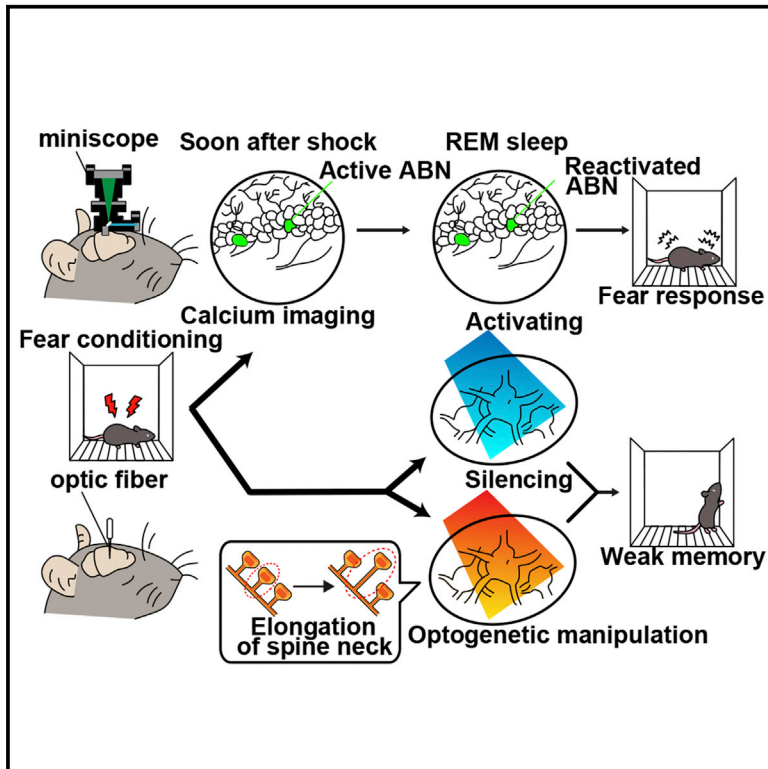 miniscope
Soon after shock
REM sleep
Active ABN
Reactivated
ABN
Calcium imaging
Fear response
Fear conditioning
Activating
optic fiber
Silencing
Weak memory
Elongation
of spine neck
Optogenetic manipulation